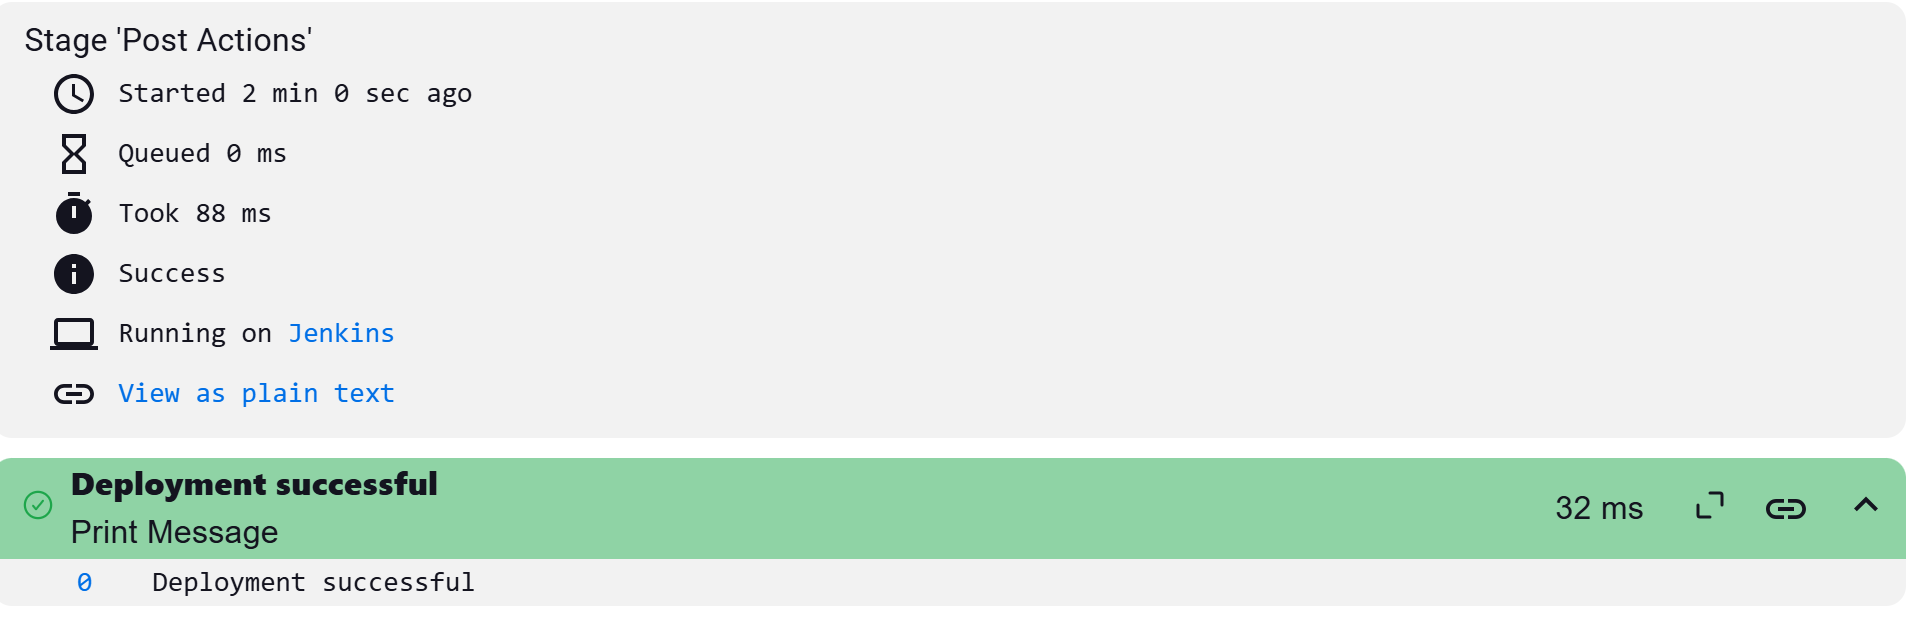 Stage 'Post Actions'
Started 2 min 0 sec ago
Queued 0 ms
Took 88 ms
Success
Running on Jenkins
View as plain text
Deployment successful
Print Message
32 ms
0 Deployment successful